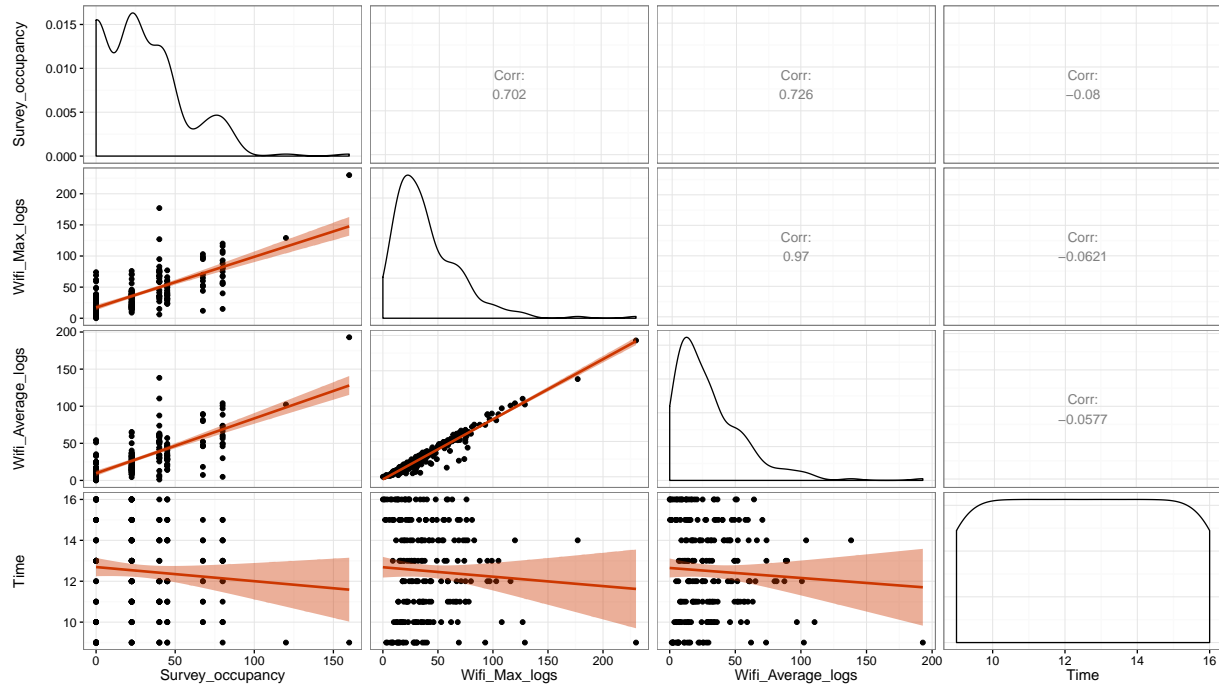 Survey_occupancy
0.015
0.010
0.005
0.000
Corr:
0.702
Corr:
0.726
Corr:
−0.08
Wifi_Max_logs
200
150
100
50
0
Corr:
0.97
Corr:
−0.0621
Wifi_Average_logs
200
150
100
50
0
Corr:
−0.0577
Time
16
14
12
10
0 50 100 150
0 50 100 150 200
0 50 100 150 200
10 12 14 16
Survey_occupancy
Wifi_Max_logs
Wifi_Average_logs
Time